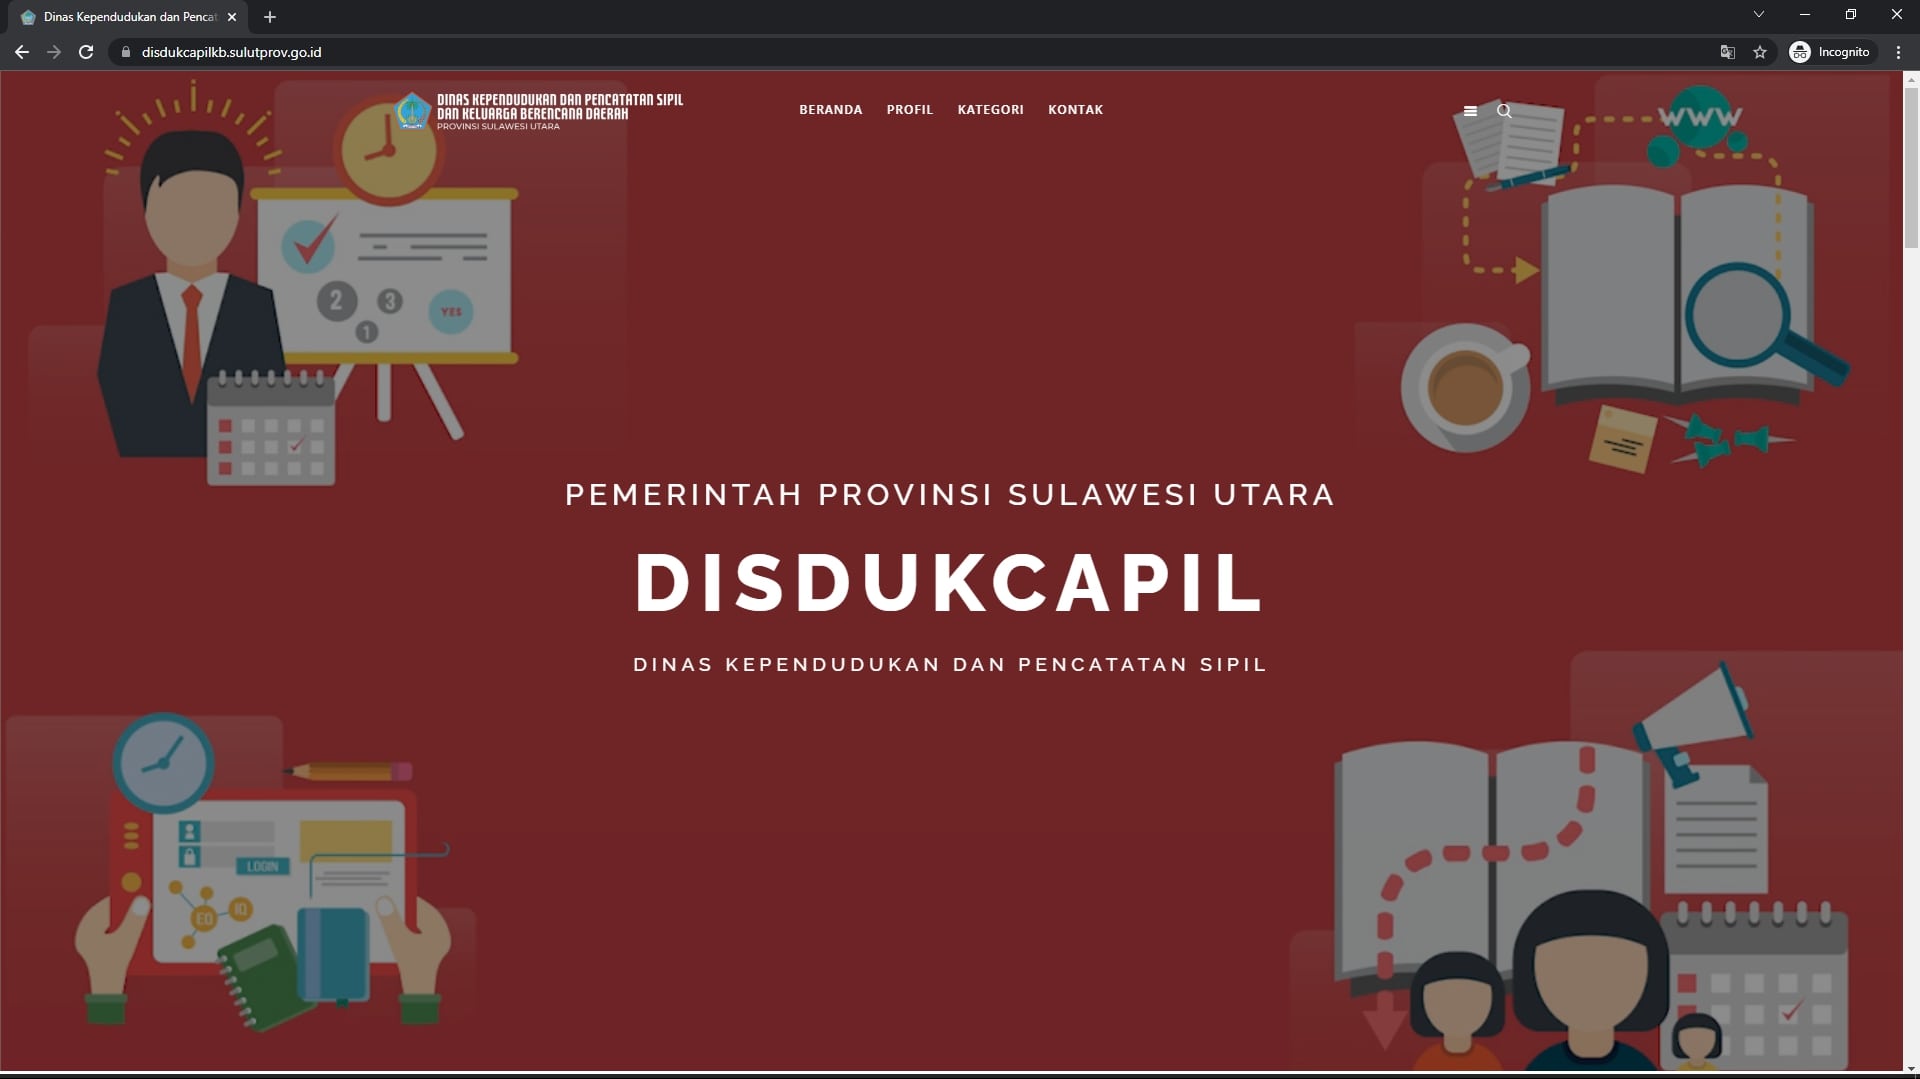 Dinas Kependudukan dan Pencat
disdukcapilkb.sulutprov.go.id
Incognito
DINAS KEPENDUDUKAN DAN PENCATATAN SIPIL
DAN KELUARGA BERENCANA DAERAH
PROVINSI SULAWESI UTARA
BERANDA
PROFIL
KATEGORI
KONTAK
WWW
2
3
1
YES
PEMERINTAH PROVINSI SULAWESI UTARA
DISDUKCAPIL
DINAS KEPENDUDUKAN DAN PENCATATAN SIPIL
LOGIN
EQ
IQ